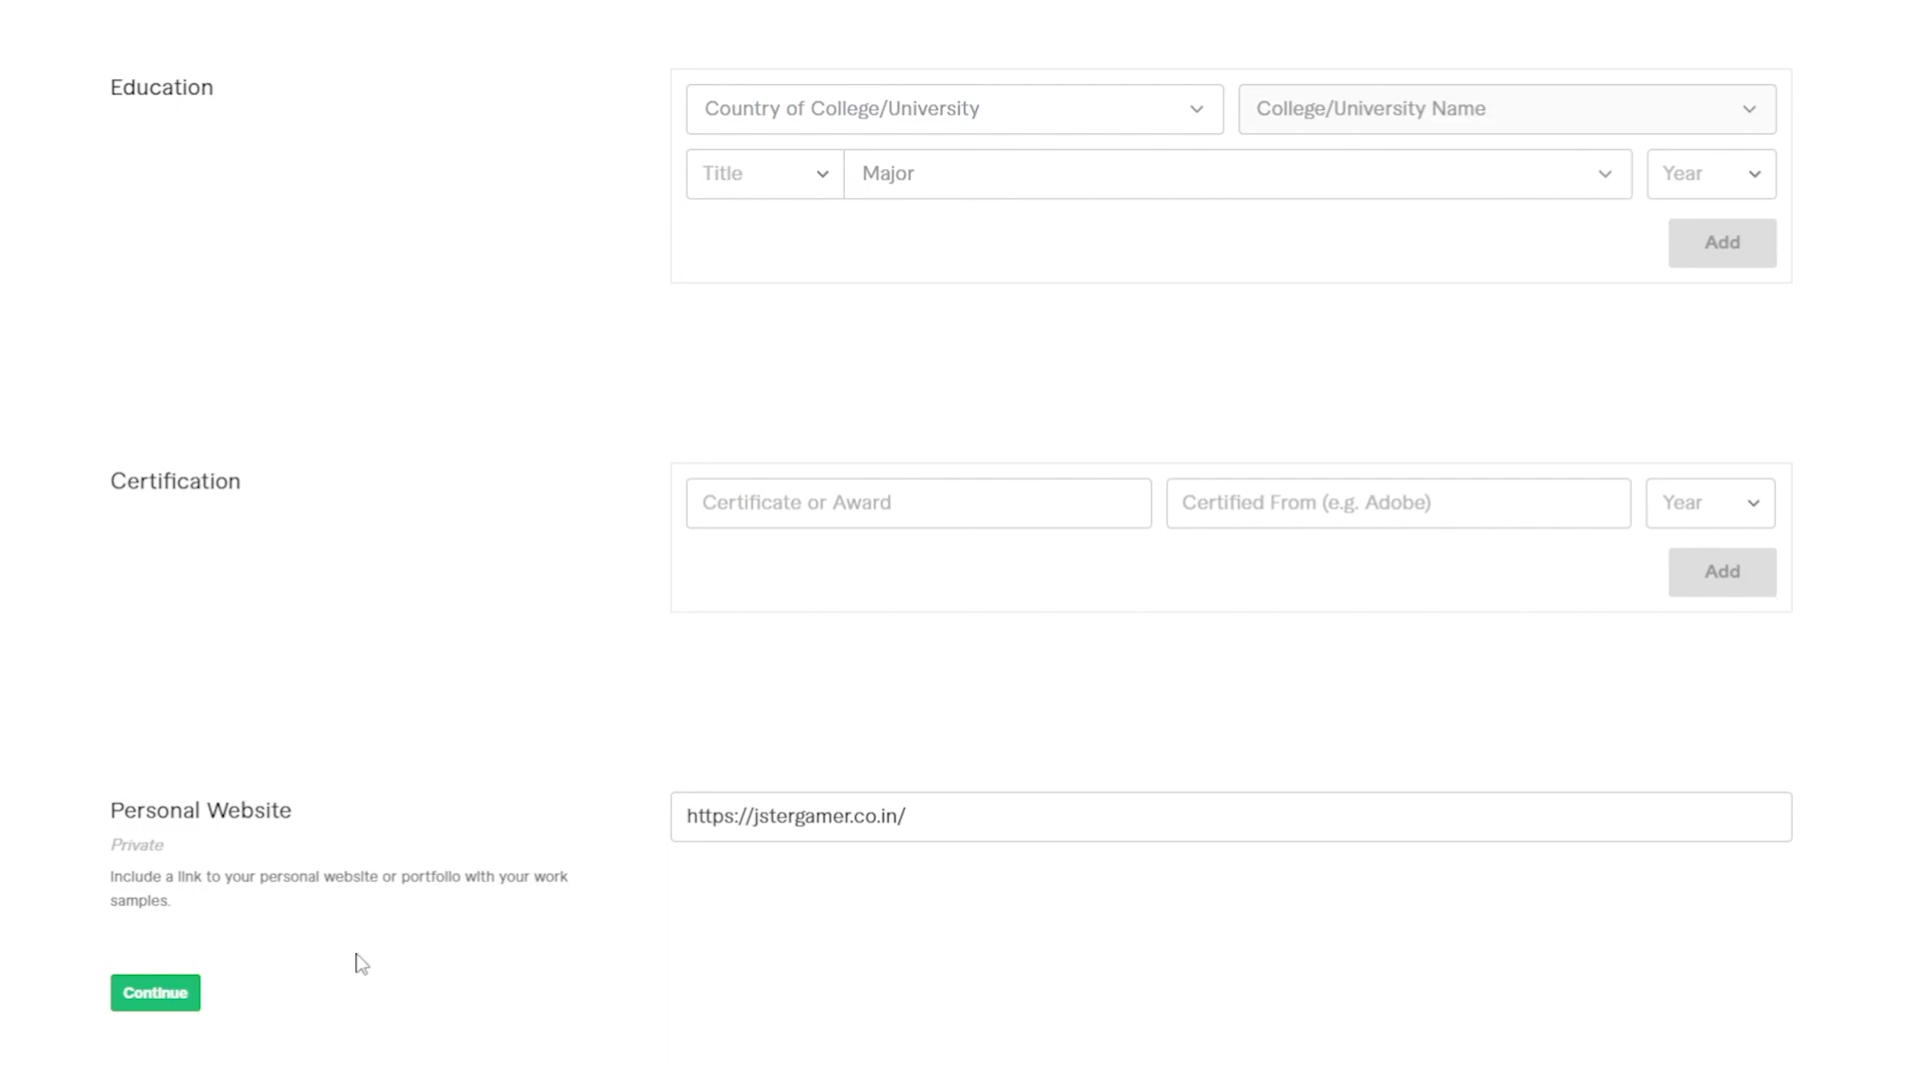 Education
Country of College/University
College/University Name
Title
Major
Year
Add
Certification
Certificate or Award
Certified From (e.g. Adobe)
Year
Add
Personal Website
Private
Include a link to your personal website or portfolio with your work
samples.
https://jstergamer.co.in/
Continue